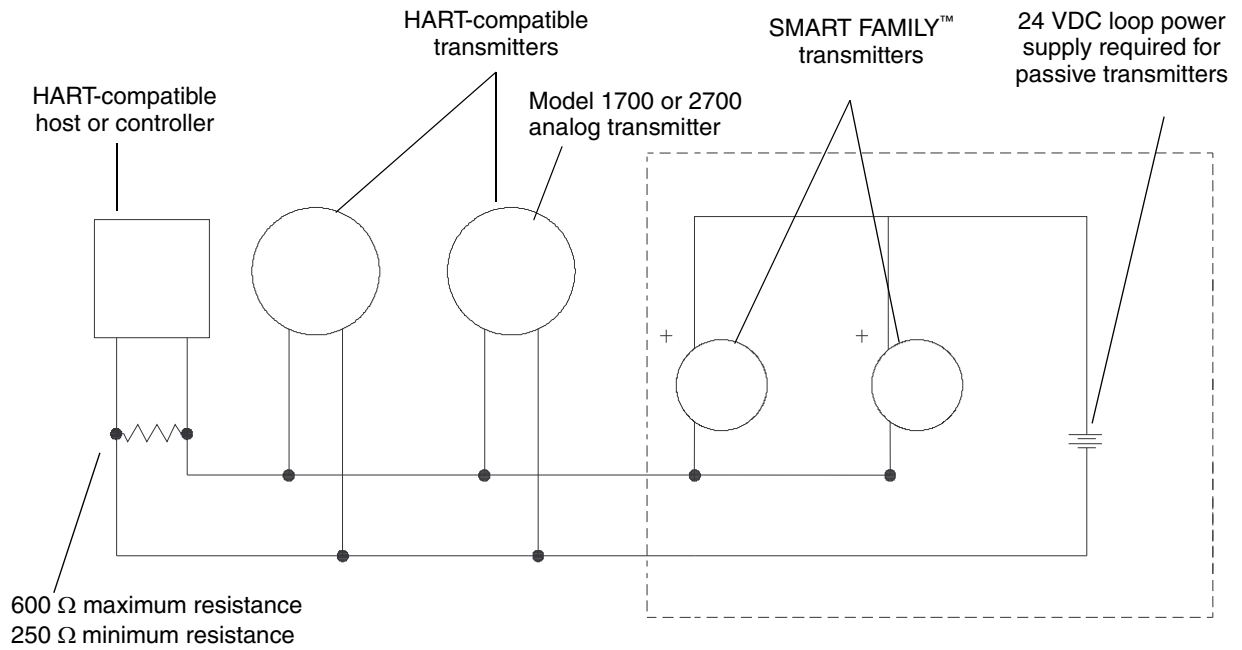 HART-compatible
transmitters
SMART FAMILY™
transmitters
24 VDC loop power
supply required for
passive transmitters
HART-compatible
host or controller
Model 1700 or 2700
analog transmitter
+
+
600 Ω maximum resistance
250 Ω minimum resistance